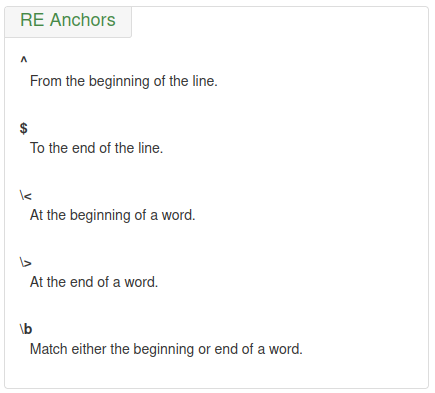 RE Anchors
^
From the beginning of the line.
$
To the end of the line.
\<
At the beginning of a word.
\>
At the end of a word.
\b
Match either the beginning or end of a word.